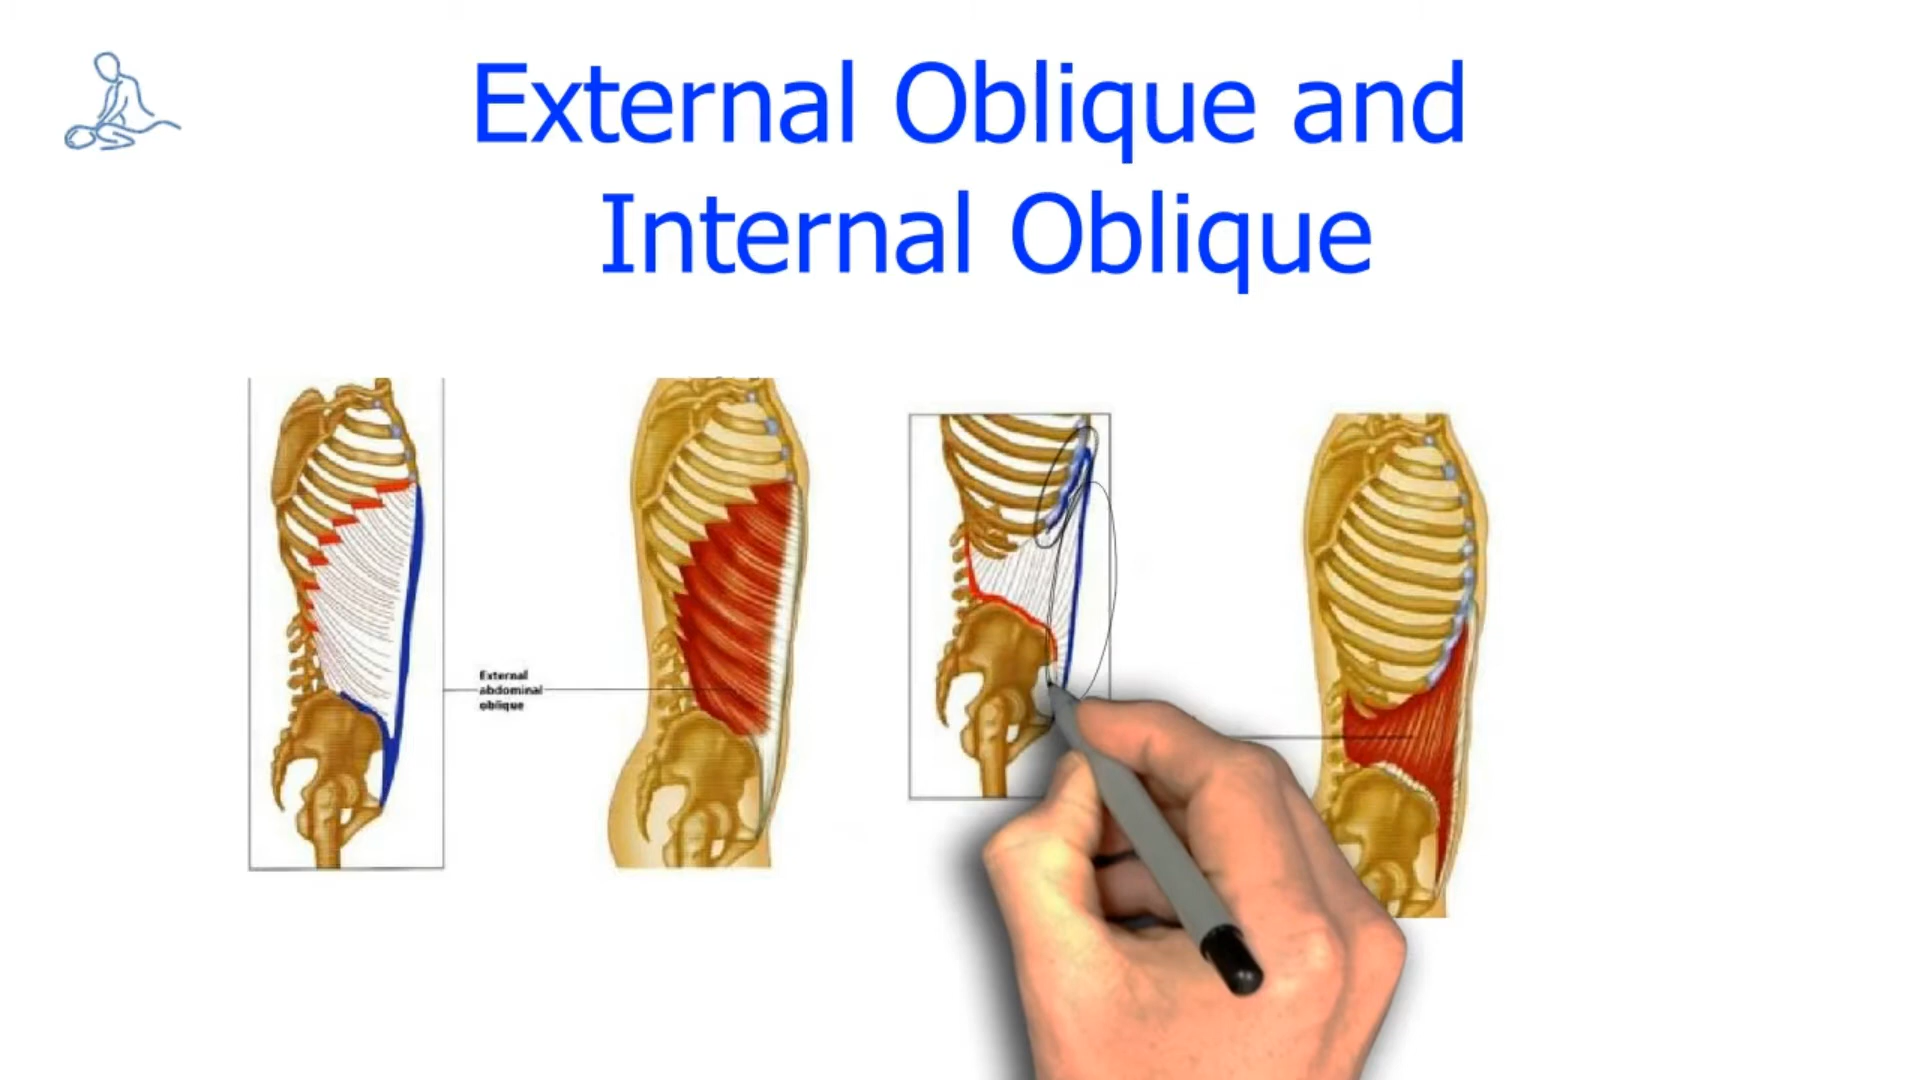 External Oblique and
Internal Oblique
External
abdominal
oblique